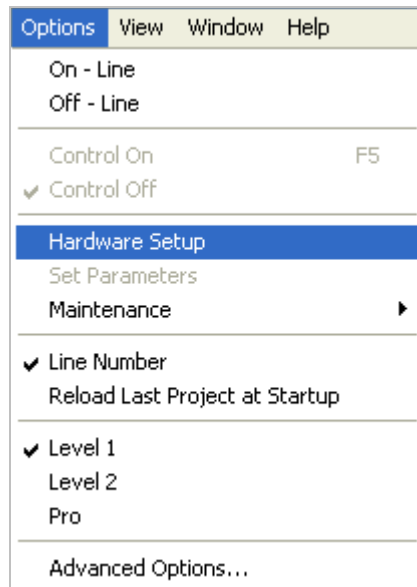 Options View Window Help
On - Line
Off - Line
Control On F5
Control Off
Hardware Setup
Set Parameters
Maintenance
Line Number
Reload Last Project at Startup
Level 1
Level 2
Pro
Advanced Options...